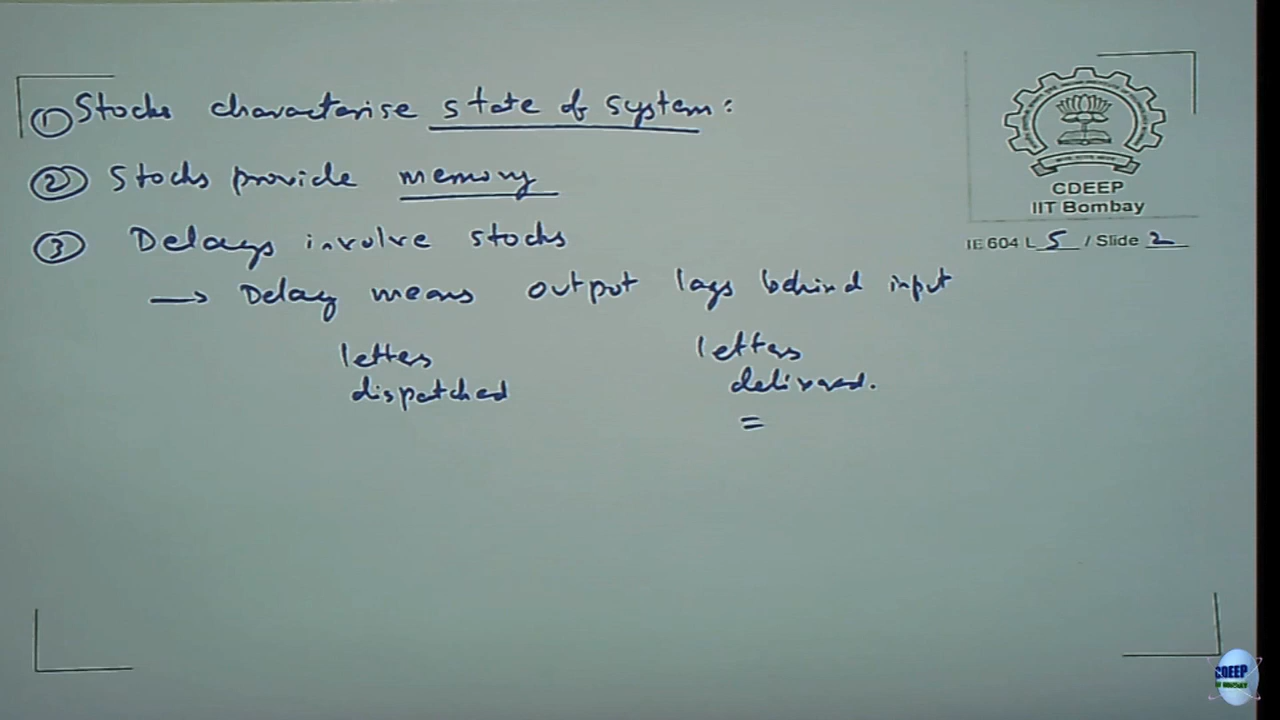 ① Stocks characterise state of system:
② Stocks provide memory
③ Delays involve stocks
→ Delay means output lags behind input
letters letters
dispatched delivered.
=
CDEEP
IIT Bombay
IE 604 L 5 / Slide 2
CDEEP